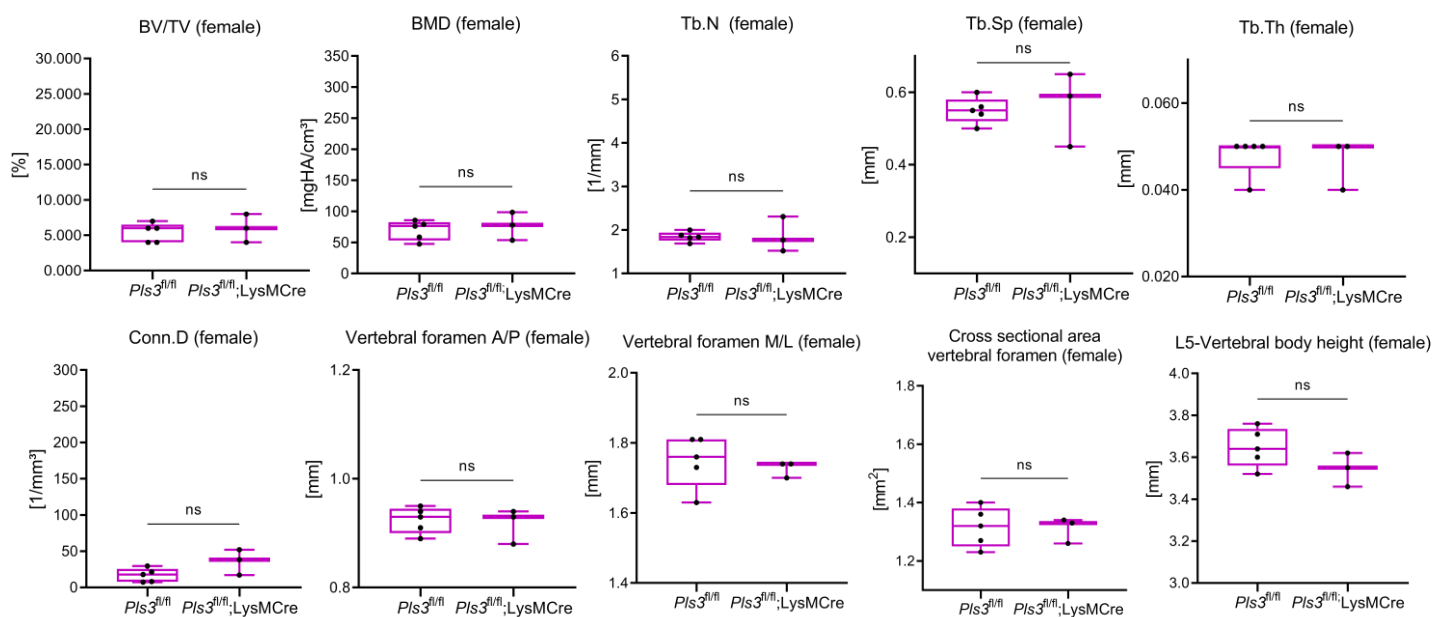 BV/TV (female)
[%]
30.000
25.000
20.000
15.000
10.000
5.000
0.000
ns
Pls3fl/fl
Pls3fl/fl;LysMCre
BMD (female)
[mgHA/cm³]
350
300
250
200
150
100
50
0
ns
Pls3fl/fl
Pls3fl/fl;LysMCre
Tb.N (female)
[1/mm]
6
5
4
3
2
1
ns
Pls3fl/fl
Pls3fl/fl;LysMCre
Tb.Sp (female)
[mm]
0.6
0.4
0.2
ns
Pls3fl/fl
Pls3fl/fl;LysMCre
Tb.Th (female)
[mm]
0.060
0.040
0.020
ns
Pls3fl/fl
Pls3fl/fl;LysMCre
Conn.D (female)
[1/mm³]
300
250
200
150
100
50
0
ns
Pls3fl/fl
Pls3fl/fl;LysMCre
Vertebral foramen A/P (female)
[mm]
1.2
1.0
0.8
ns
Pls3fl/fl
Pls3fl/fl;LysMCre
Vertebral foramen M/L (female)
[mm]
2.0
1.8
1.6
1.4
ns
Pls3fl/fl
Pls3fl/fl;LysMCre
Cross sectional area
vertebral foramen (female)
[mm²]
1.8
1.6
1.4
1.2
ns
Pls3fl/fl
Pls3fl/fl;LysMCre
L5-Vertebral body height (female)
[mm]
4.0
3.8
3.6
3.4
3.2
3.0
ns
Pls3fl/fl
Pls3fl/fl;LysMCre